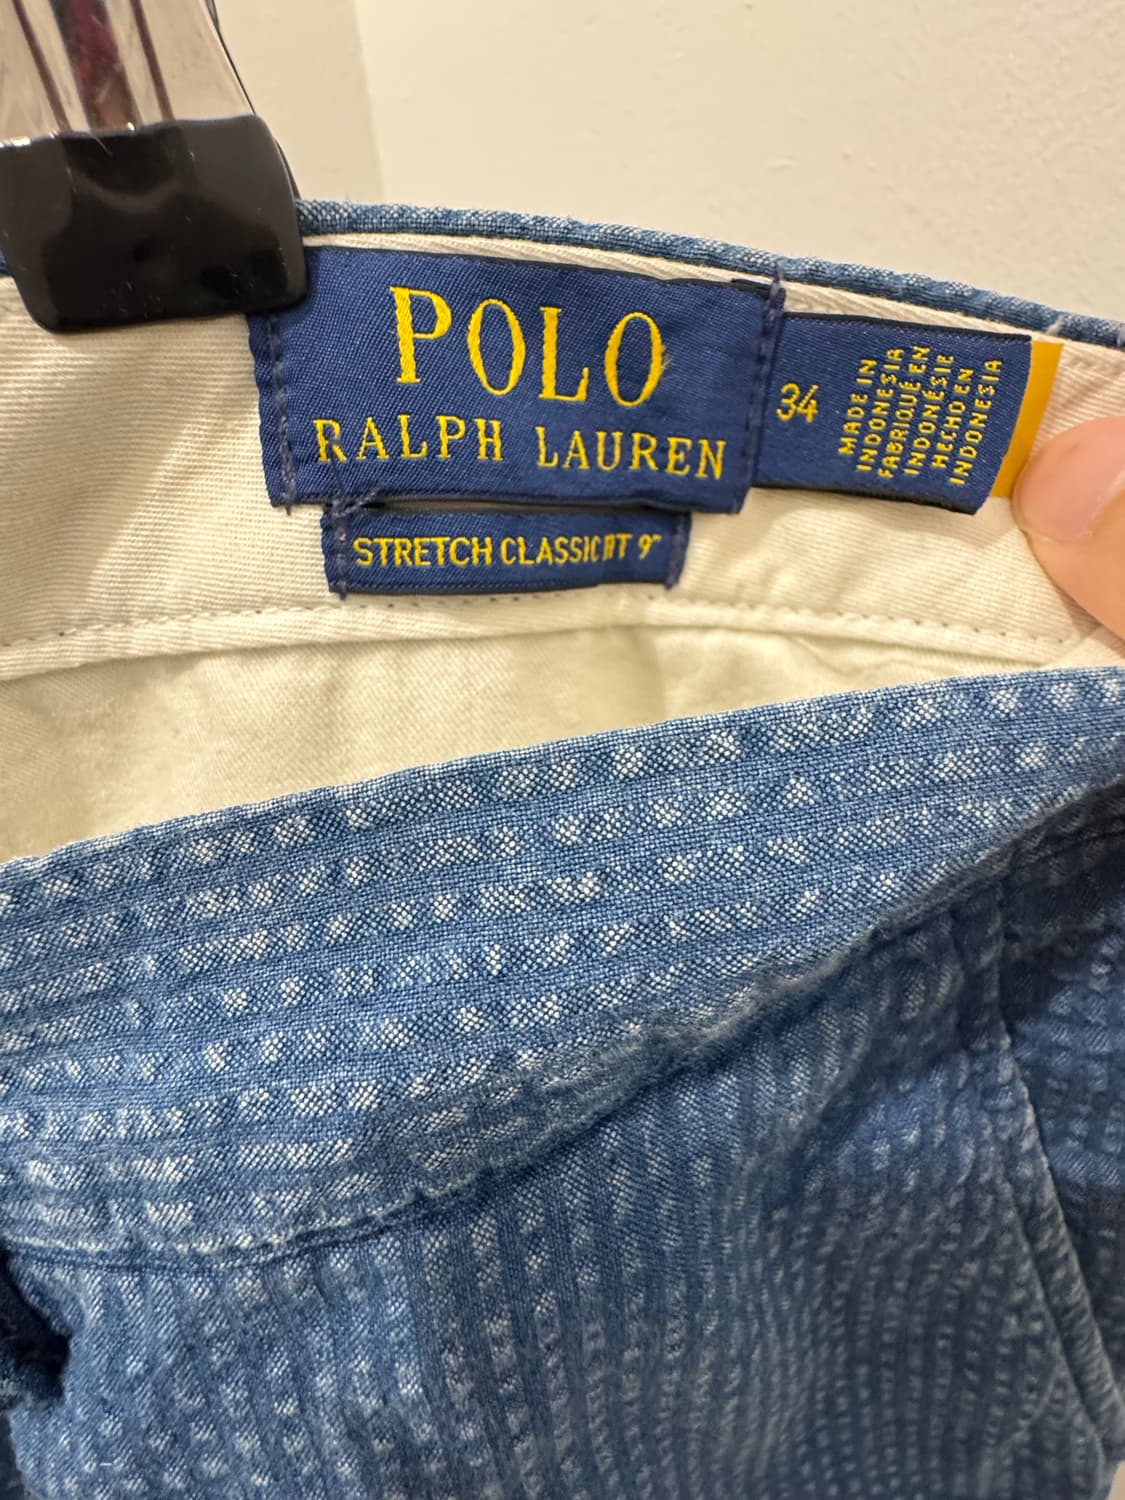 POLO
RALPH LAUREN
STRETCH CLASSIC FIT 9"
34
MADE IN
INDONESIA
FABRIQUÉ EN
INDONÉSIE
HECHO EN
INDONESIA